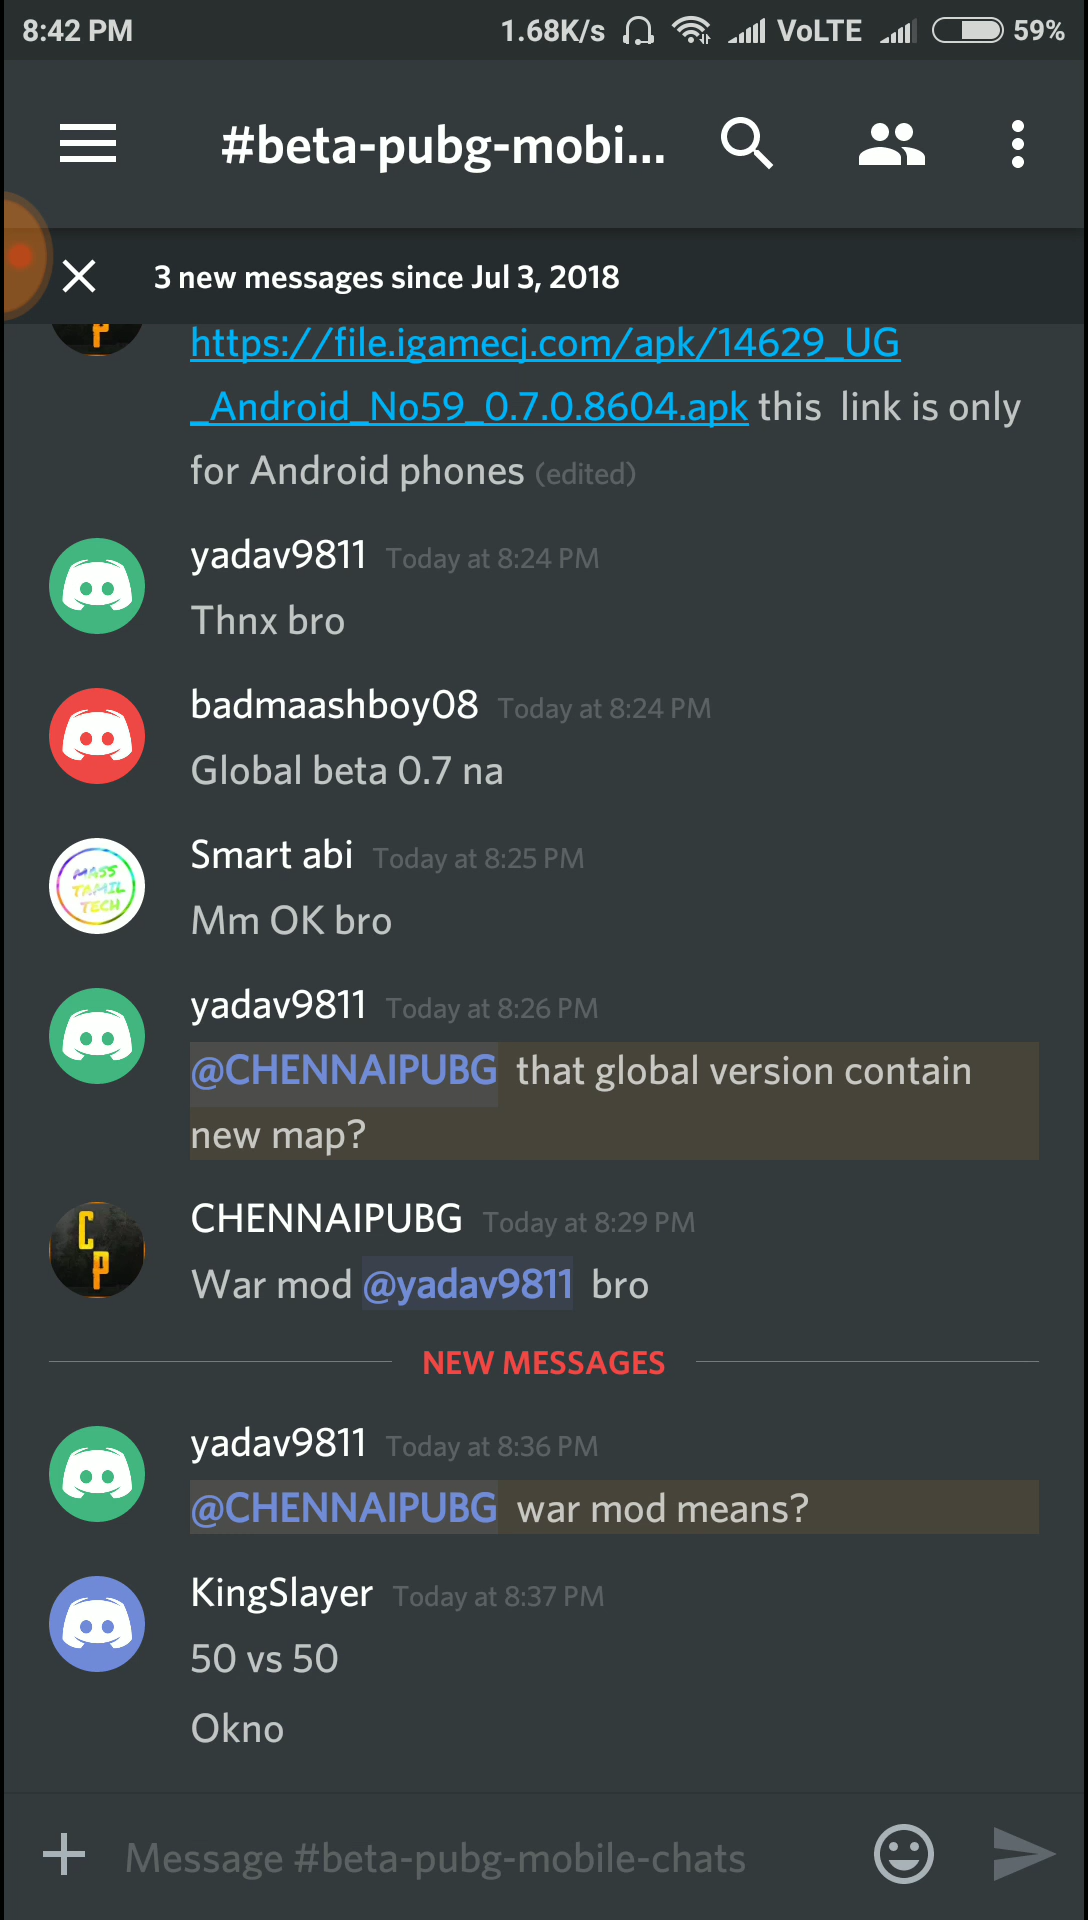 8:42 PM 1.68K/s VoLTE 59%
#beta-pubg-mobi...
3 new messages since Jul 3, 2018
https://file.igamecj.com/apk/14629_UG
_Android_No59_0.7.0.8604.apk this  link is only
for Android phones (edited)
yadav9811 Today at 8:24 PM
Thnx bro
badmaashboy08 Today at 8:24 PM
Global beta 0.7 na
MASS
TAMIL
TECH
Smart abi Today at 8:25 PM
Mm OK bro
yadav9811 Today at 8:26 PM
@CHENNAIPUBG  that global version contain
new map?
CP
CHENNAIPUBG Today at 8:29 PM
War mod @yadav9811  bro
NEW MESSAGES
yadav9811 Today at 8:36 PM
@CHENNAIPUBG  war mod means?
KingSlayer Today at 8:37 PM
50 vs 50
Okno
Message #beta-pubg-mobile-chats